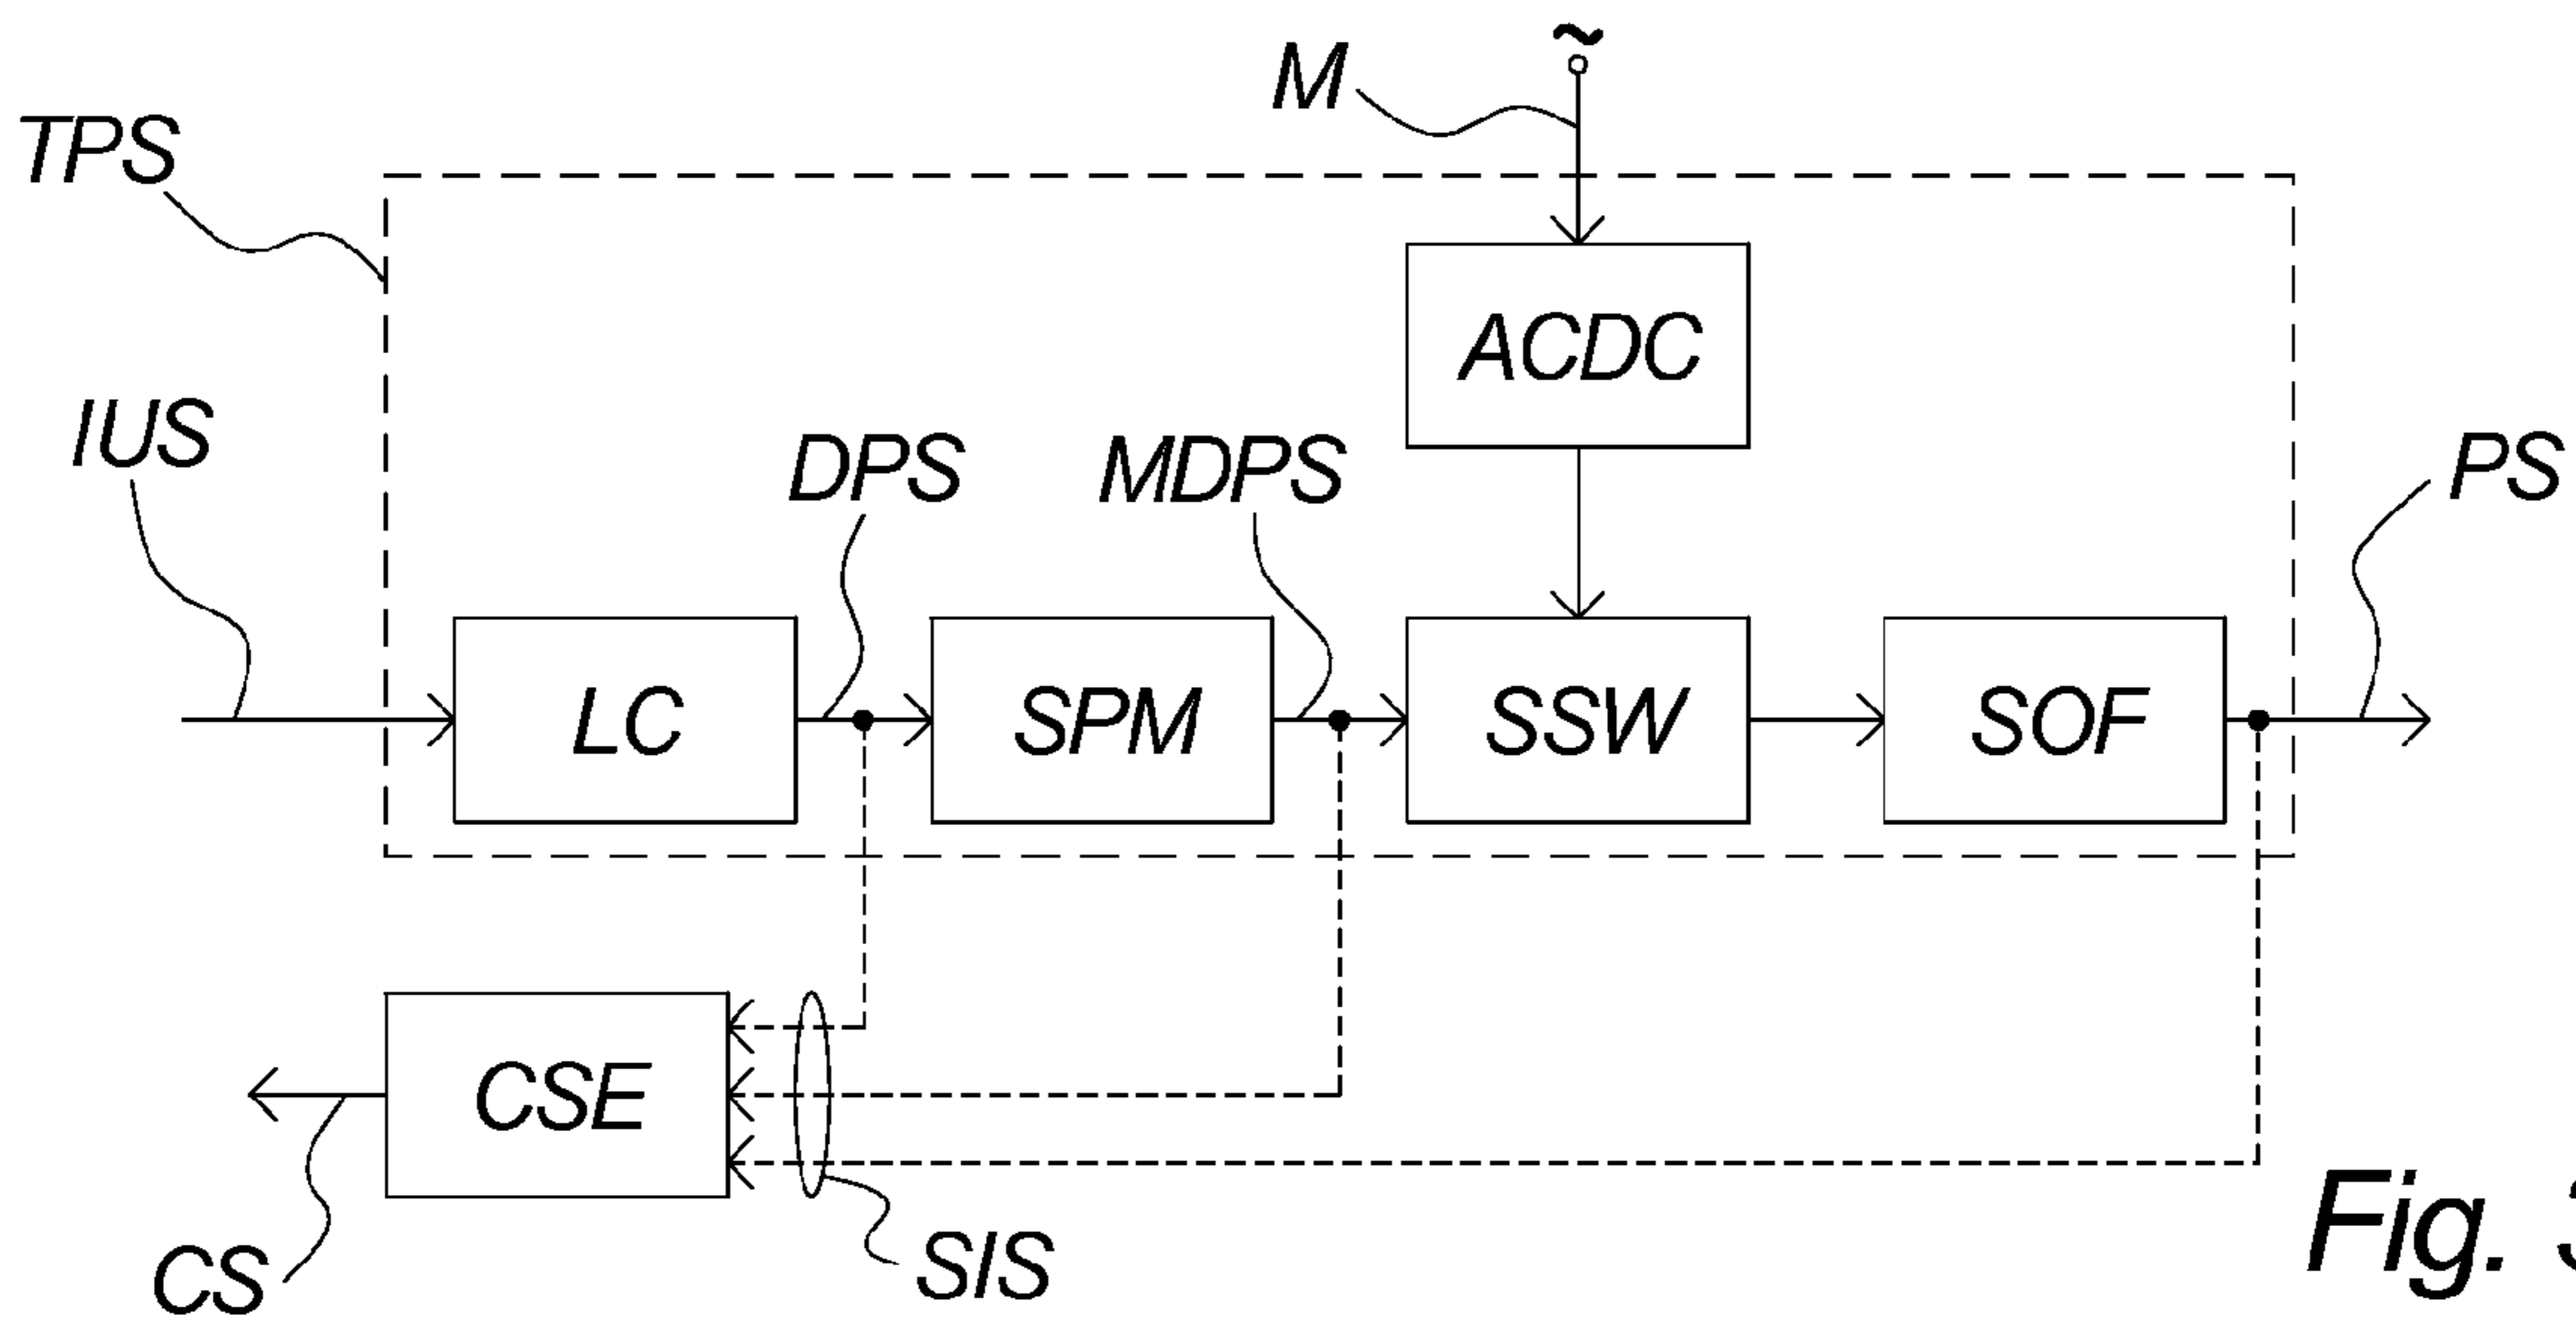 ~
M
TPS
ACDC
IUS
DPS
MDPS
PS
LC
SPM
SSW
SOF
CSE
CS
SIS
Fig.